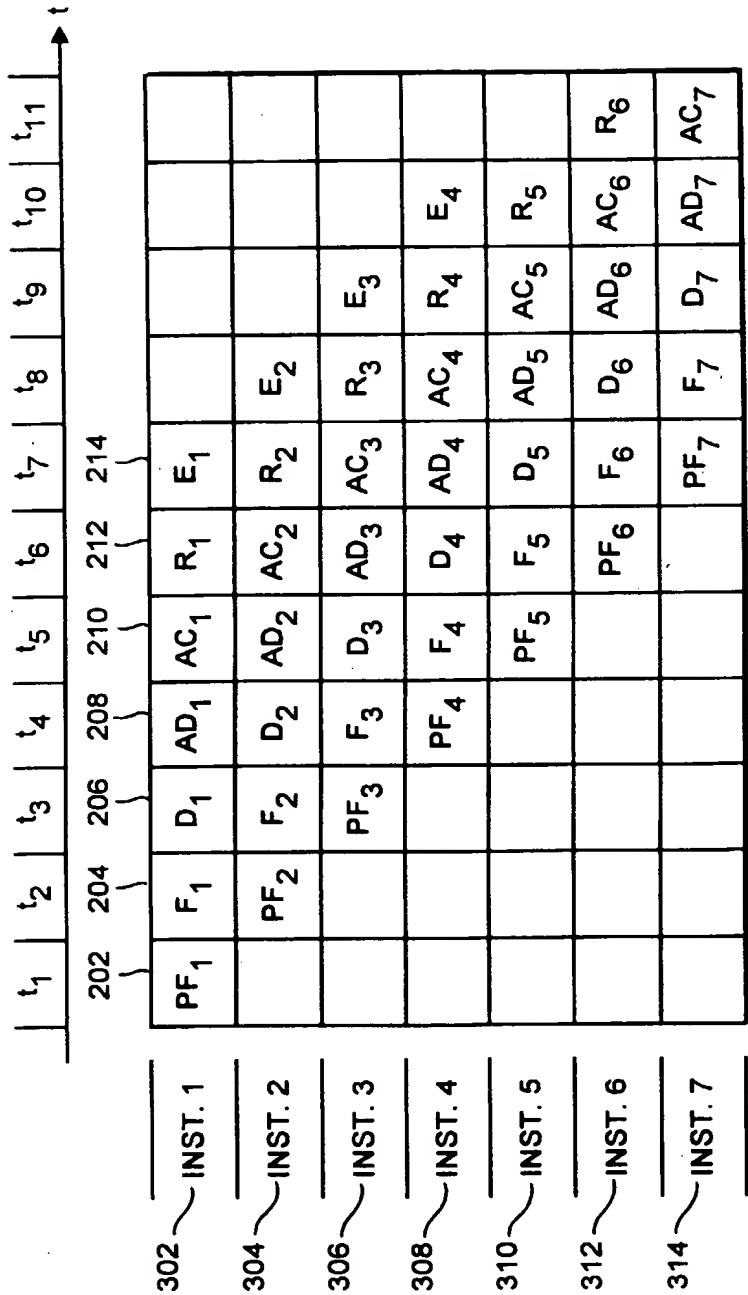 t₁ t₂ t₃ t₄ t₅ t₆ t₇ t₈ t₉ t₁₀ t₁₁ t
202 204 206 208 210 212 214
302 INST. 1 PF₁ F₁ D₁ AD₁ AC₁ R₁ E₁
304 INST. 2 PF₂ F₂ D₂ AD₂ AC₂ R₂ E₂
306 INST. 3 PF₃ F₃ D₃ AD₃ AC₃ R₃ E₃
308 INST. 4 PF₄ F₄ D₄ AD₄ AC₄ R₄ E₄
310 INST. 5 PF₅ F₅ D₅ AD₅ AC₅ R₅
312 INST. 6 PF₆ F₆ D₆ AD₆ AC₆ R₆
314 INST. 7 PF₇ F₇ D₇ AD₇ AC₇